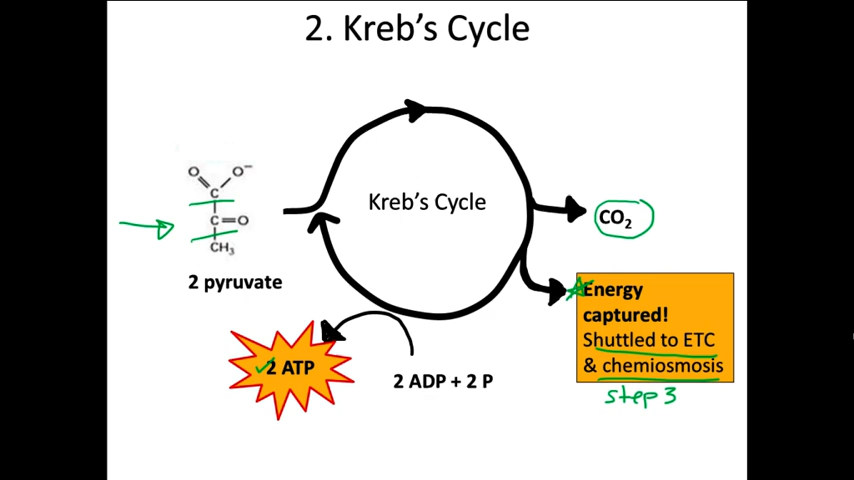 2. Kreb's Cycle
O
O⁻
C
C=O
CH₃
2 pyruvate
Kreb's Cycle
CO₂
Energy
captured!
Shuttled to ETC
& chemiosmosis
step 3
2 ATP
2 ADP + 2 P